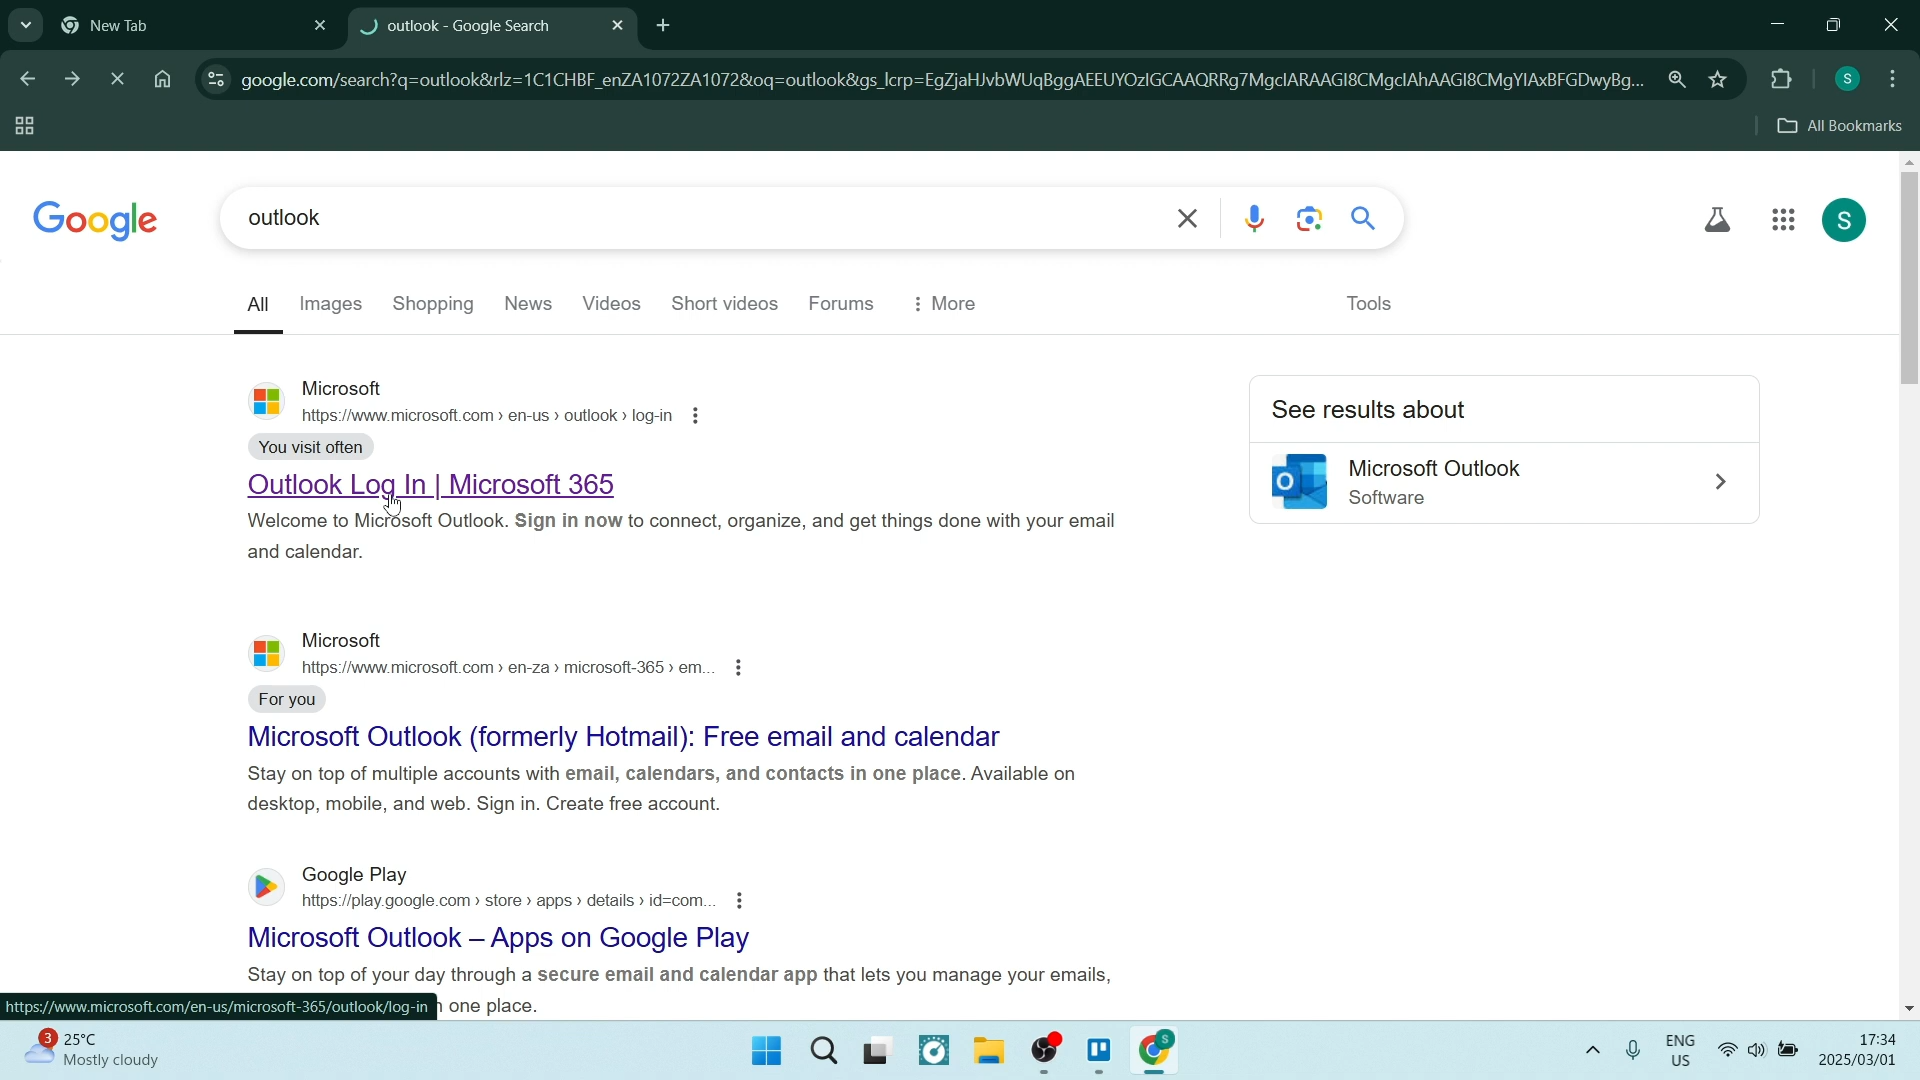 New Tab
outlook - Google Search
google.com/search?q=outlook&rlz=1C1CHBF_enZA1072ZA1072&oq=outlook&gs_lcrp=EgZjaHJvbWUqBggAEEUYOzIGCAAQRRg7MgcIARAAGI8CMgcIAhAAGI8CMgYIAxBFGDwyBg...
S
All Bookmarks
Google
outlook
S
All
Images
Shopping
News
Videos
Short videos
Forums
More
Tools
Microsoft
https://www.microsoft.com › en-us › outlook › log-in
You visit often
Outlook Log In | Microsoft 365
Welcome to Microsoft Outlook. Sign in now to connect, organize, and get things done with your email
and calendar.
See results about
Microsoft Outlook
Software
Microsoft
https://www.microsoft.com › en-za › microsoft-365 › em...
For you
Microsoft Outlook (formerly Hotmail): Free email and calendar
Stay on top of multiple accounts with email, calendars, and contacts in one place. Available on
desktop, mobile, and web. Sign in. Create free account.
Google Play
https://play.google.com › store › apps › details › id=com...
Microsoft Outlook – Apps on Google Play
Stay on top of your day through a secure email and calendar app that lets you manage your emails,
one place.
https://www.microsoft.com/en-us/microsoft-365/outlook/log-in
3
25°C
Mostly cloudy
S
ENG
US
17:34
2025/03/01